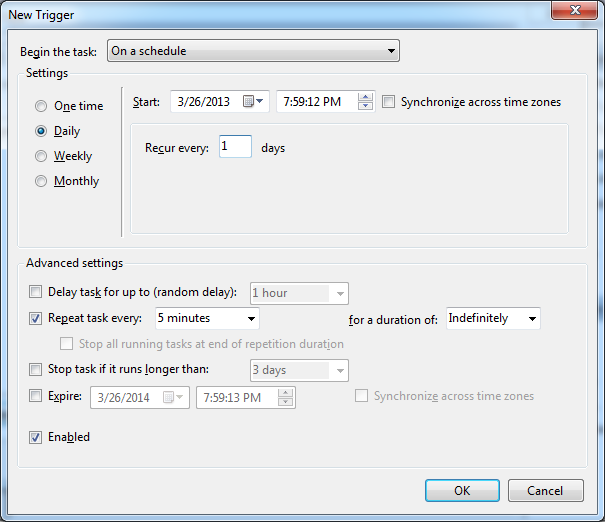 New Trigger
Begin the task: On a schedule
Settings
One time
Daily
Weekly
Monthly
Start: 3/26/2013 7:59:12 PM Synchronize across time zones
Recur every: 1 days
Advanced settings
Delay task for up to (random delay): 1 hour
Repeat task every: 5 minutes for a duration of: Indefinitely
Stop all running tasks at end of repetition duration
Stop task if it runs longer than: 3 days
Expire: 3/26/2014 7:59:13 PM Synchronize across time zones
Enabled
OK Cancel